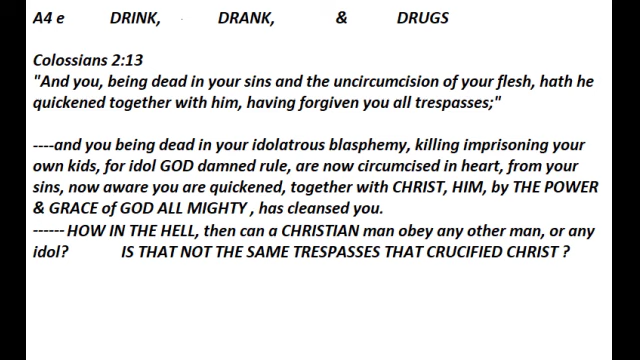 A4 e DRINK, DRANK, & DRUGS
Colossians 2:13
"And you, being dead in your sins and the uncircumcision of your flesh, hath he
quickened together with him, having forgiven you all trespasses;"
----and you being dead in your idolatrous blasphemy, killing imprisoning your
own kids, for idol GOD damned rule, are now circumcised in heart, from your
sins, now aware you are quickened, together with CHRIST, HIM, by THE POWER
& GRACE of GOD ALL MIGHTY , has cleansed you.
------ HOW IN THE HELL, then can a CHRISTIAN man obey any other man, or any
idol? IS THAT NOT THE SAME TRESPASSES THAT CRUCIFIED CHRIST ?